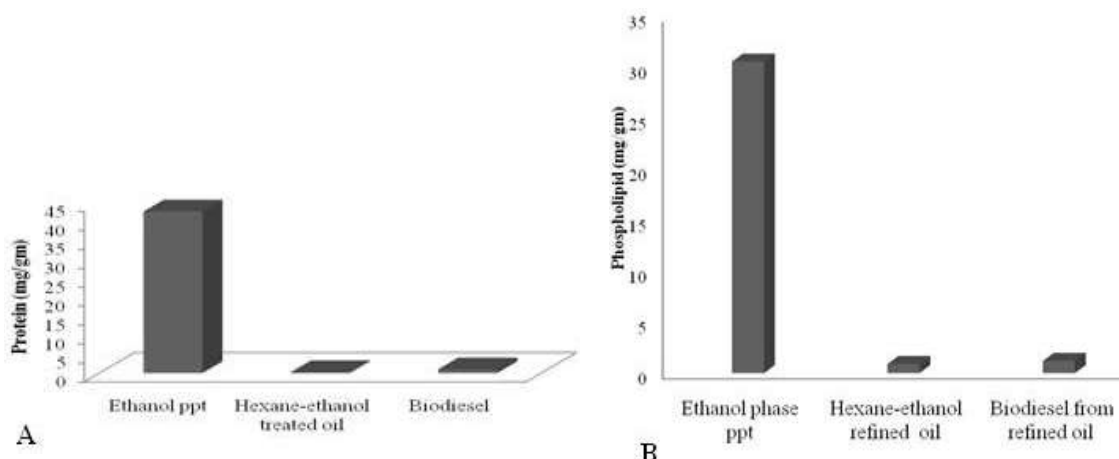 Protein (mg/gm)
45
40
35
30
25
20
15
10
5
0
Ethanol ppt
Hexane-ethanol
treated oil
Biodiesel
A
Phospholipid (mg/gm)
35
30
25
20
15
10
5
0
Ethanol phase
ppt
Hexane-ethanol
refined oil
Biodiesel from
refined oil
B